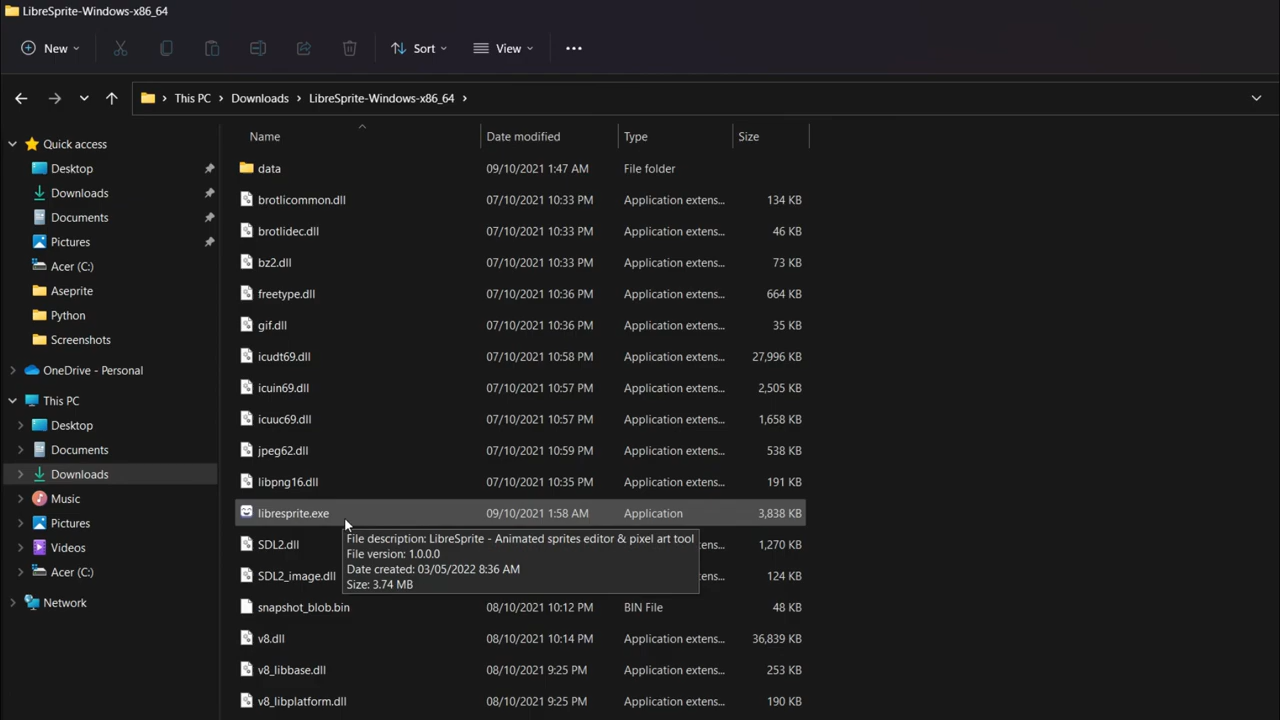 LibreSprite-Windows-x86_64
New Sort View
This PC Downloads LibreSprite-Windows-x86_64
Name Date modified Type Size
Quick access
Desktop
Downloads
Documents
Pictures
Acer (C:)
Aseprite
Python
Screenshots
OneDrive - Personal
This PC
Desktop
Documents
Downloads
Music
Pictures
Videos
Acer (C:)
Network
data 09/10/2021 1:47 AM File folder
brotlicommon.dll 07/10/2021 10:33 PM Application extens... 134 KB
brotlidec.dll 07/10/2021 10:33 PM Application extens... 46 KB
bz2.dll 07/10/2021 10:33 PM Application extens... 73 KB
freetype.dll 07/10/2021 10:36 PM Application extens... 664 KB
gif.dll 07/10/2021 10:36 PM Application extens... 35 KB
icudt69.dll 07/10/2021 10:58 PM Application extens... 27,996 KB
icuin69.dll 07/10/2021 10:57 PM Application extens... 2,505 KB
icuuc69.dll 07/10/2021 10:57 PM Application extens... 1,658 KB
jpeg62.dll 07/10/2021 10:59 PM Application extens... 538 KB
libpng16.dll 07/10/2021 10:35 PM Application extens... 191 KB
libresprite.exe 09/10/2021 1:58 AM Application 3,838 KB
SDL2.dll 1,270 KB
SDL2_image.dll 124 KB
File description: LibreSprite - Animated sprites editor & pixel art tool
File version: 1.0.0.0
Date created: 03/05/2022 8:36 AM
Size: 3.74 MB
snapshot_blob.bin 08/10/2021 10:12 PM BIN File 48 KB
v8.dll 08/10/2021 10:14 PM Application extens... 36,839 KB
v8_libbase.dll 08/10/2021 9:25 PM Application extens... 253 KB
v8_libplatform.dll 08/10/2021 9:25 PM Application extens... 190 KB